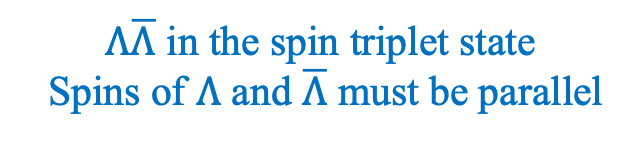 ΛΛ̅ in the spin triplet state
Spins of Λ and Λ̅ must be parallel